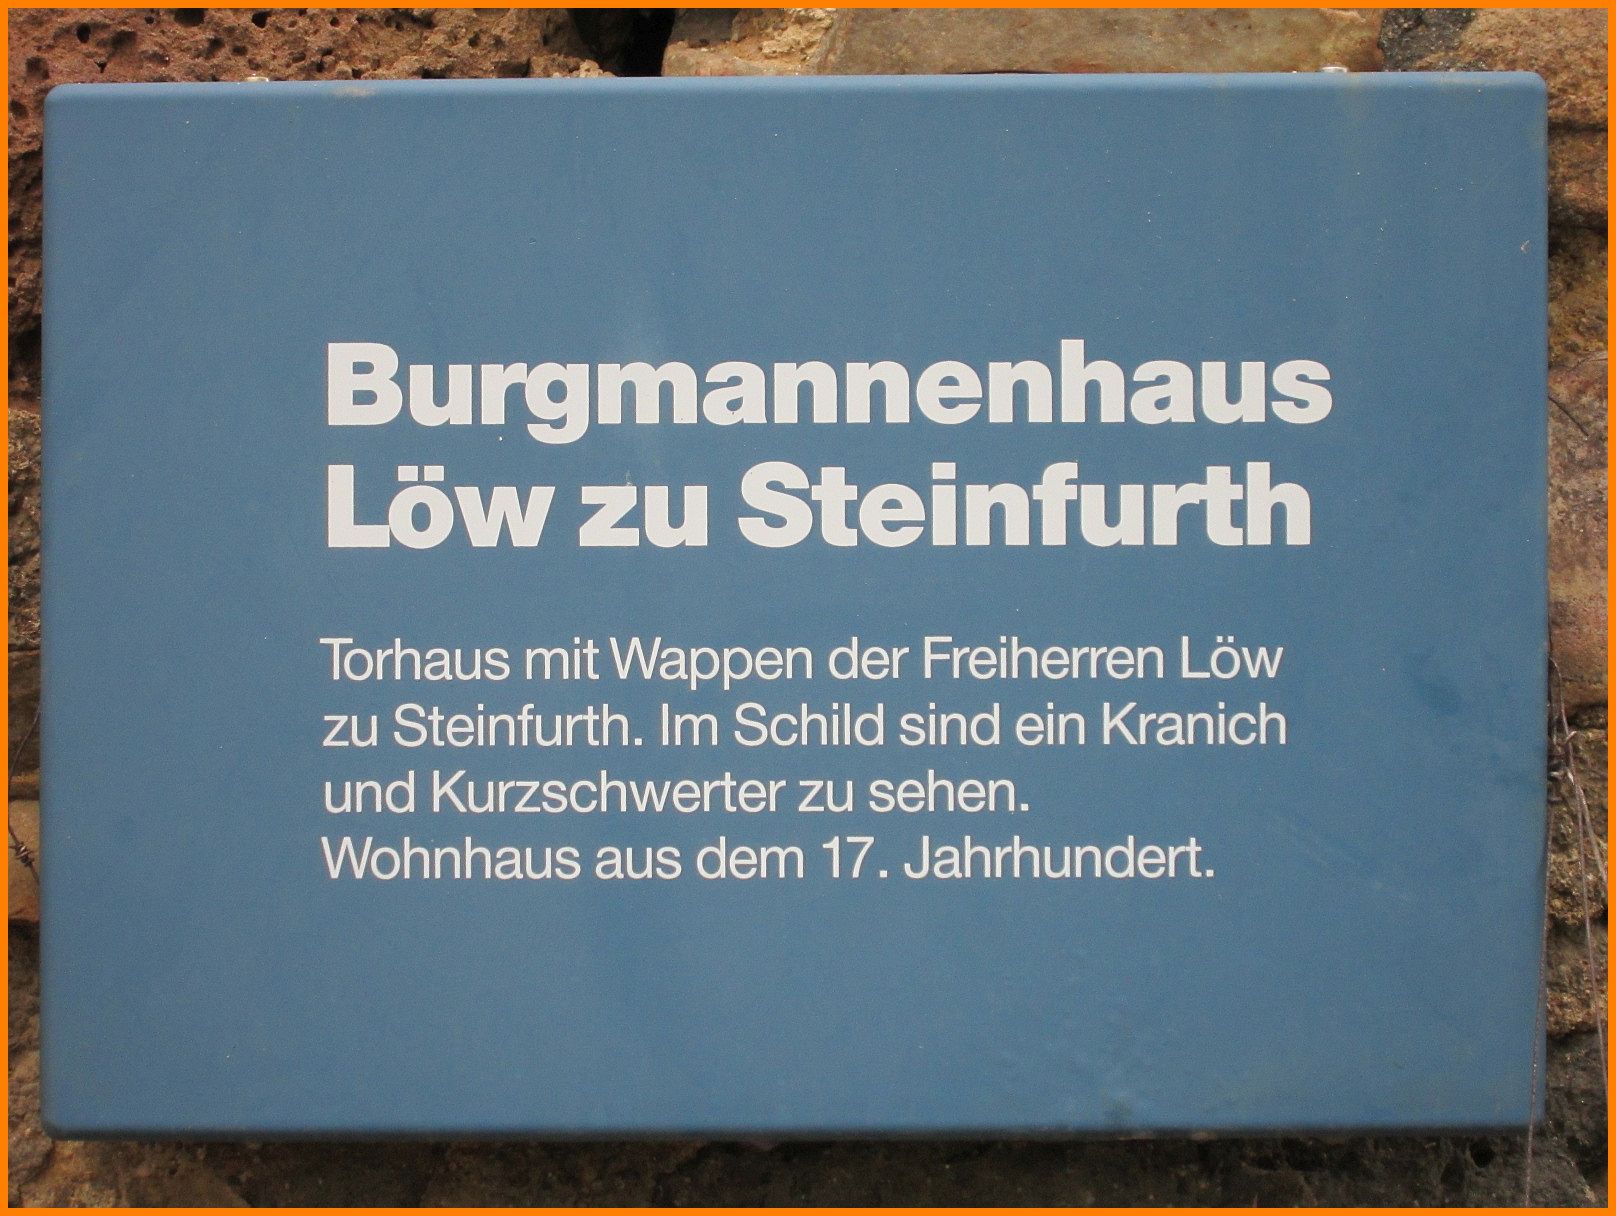 Burgmannenhaus
Löw zu Steinfurth
Torhaus mit Wappen der Freiherren Löw
zu Steinfurth. Im Schild sind ein Kranich
und Kurzschwerter zu sehen.
Wohnhaus aus dem 17. Jahrhundert.